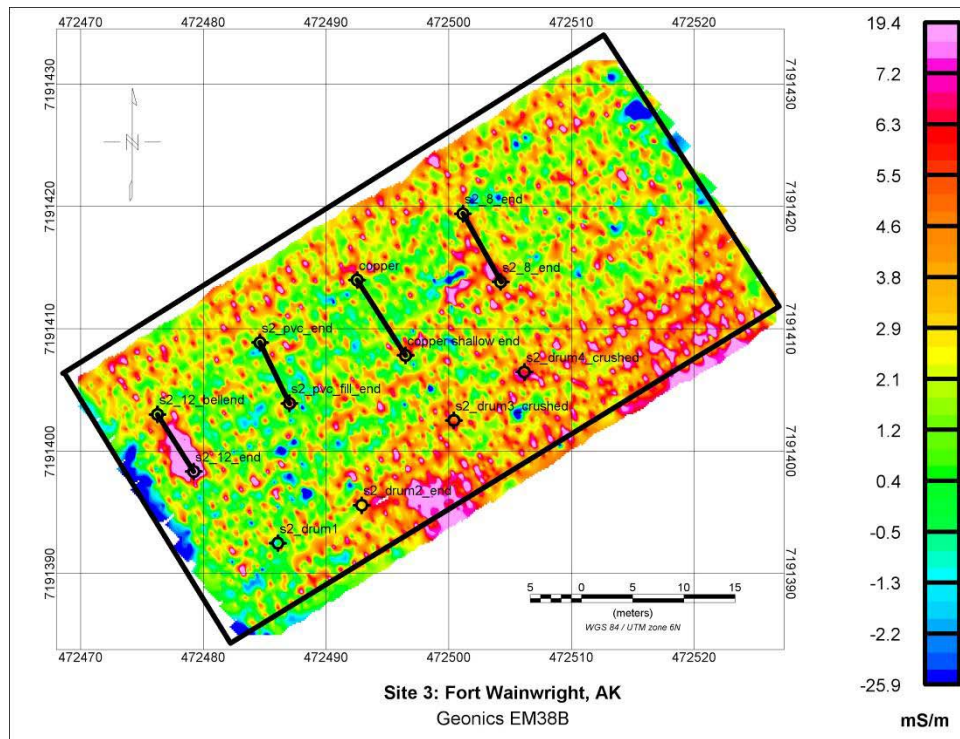 472470 472480 472490 472500 472510 472520
19.4
7.2
6.3
5.5
4.6
3.8
2.9
2.1
1.2
0.4
-0.5
-1.3
-2.2
-25.9
mS/m
7191430 7191430
N
7191420 7191420
s2_8_end
copper
s2_8_end
7191410 7191410
s2_pvc_end
copper shallow end
s2_drum4_crushed
s2_pvc_fill_end
s2_12_bellend
s2_drum3_crushed
7191400 7191400
s2_12_end
s2_drum2_end
s2_drum1
7191390 7191390
5 0 5 10 15
(meters)
WGS 84 / UTM zone 6N
472470 472480 472490 472500 472510 472520
Site 3: Fort Wainwright, AK
Geonics EM38B